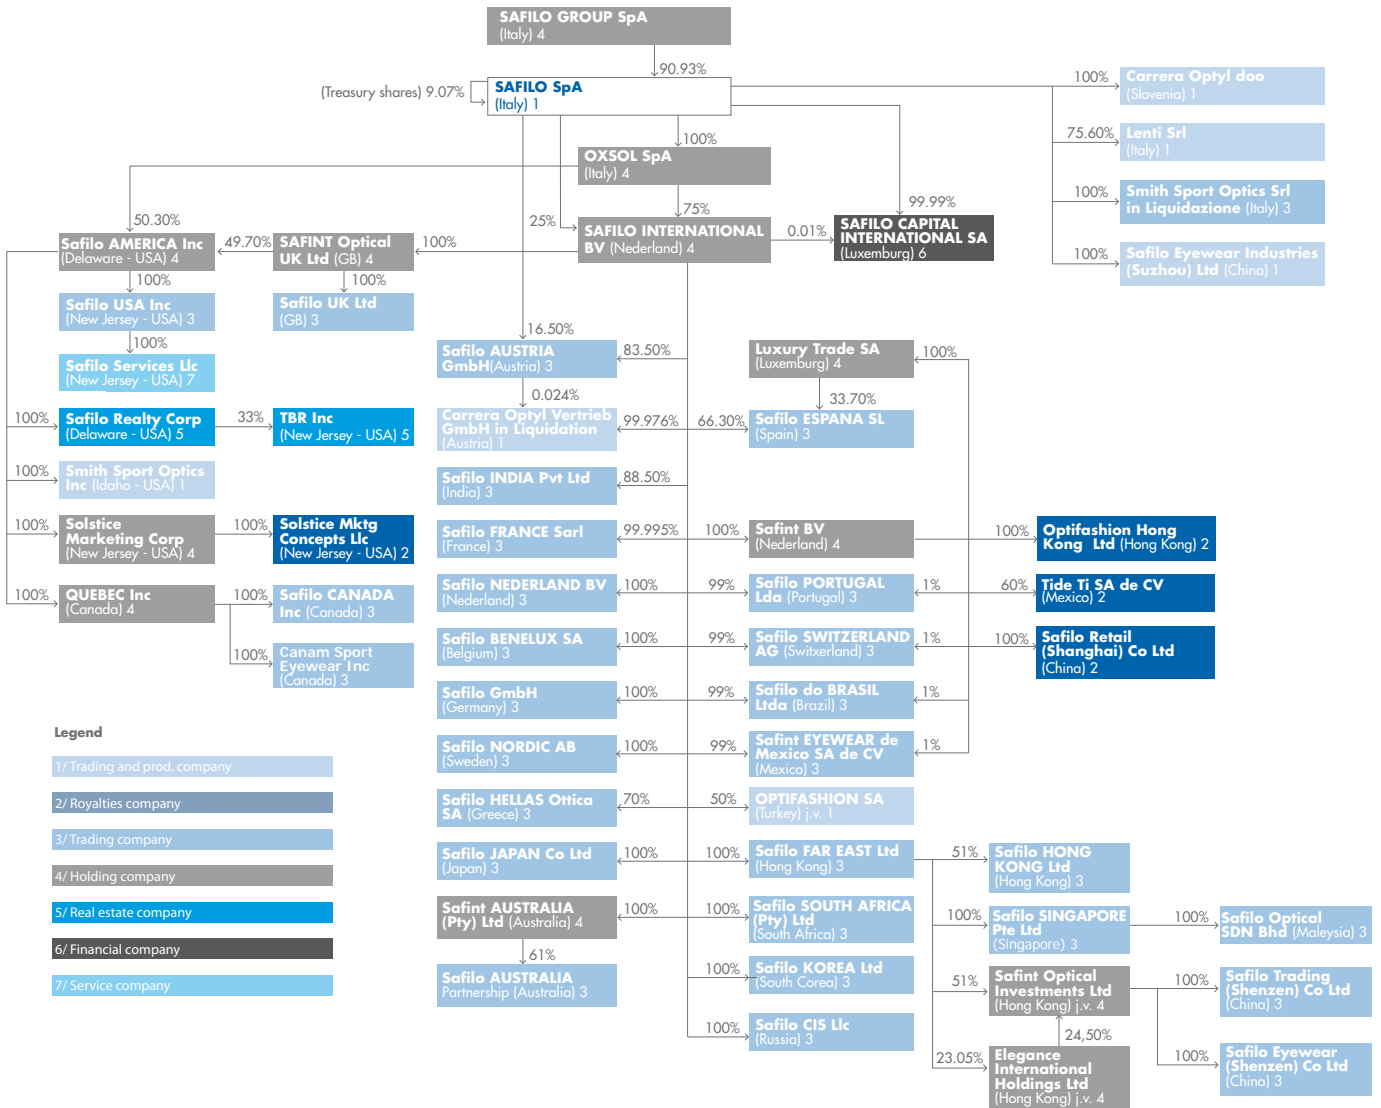 SAFILO GROUP SpA
(Italy) 4
90.93%
(Treasury shares) 9.07%
SAFILO SpA
(Italy) 1
100%
Carrera Optyl doo
(Slovenia) 1
75.60%
Lenti Srl
(Italy) 1
100%
Smith Sport Optics Srl
in Liquidazione (Italy) 3
100%
Safilo Eyewear Industries
(Suzhou) Ltd (China) 1
100%
OXSOL SpA
(Italy) 4
50.30%
25%
75%
99.99%
Safilo AMERICA Inc
(Delaware - USA) 4
49.70%
SAFINT Optical
UK Ltd (GB) 4
100%
SAFILO INTERNATIONAL
BV (Nederland) 4
0.01%
SAFILO CAPITAL
INTERNATIONAL SA
(Luxemburg) 6
100%
100%
Safilo USA Inc
(New Jersey - USA) 3
Safilo UK Ltd
(GB) 3
100%
Safilo Services Llc
(New Jersey - USA) 7
100%
Safilo Realty Corp
(Delaware - USA) 5
33%
TBR Inc
(New Jersey - USA) 5
100%
Smith Sport Optics
Inc (Idaho - USA) 1
100%
Solstice
Marketing Corp
(New Jersey - USA) 4
100%
Solstice Mktg
Concepts Llc
(New Jersey - USA) 2
100%
QUEBEC Inc
(Canada) 4
100%
Safilo CANADA
Inc (Canada) 3
100%
Canam Sport
Eyewear Inc
(Canada) 3
16.50%
Safilo AUSTRIA
GmbH(Austria) 3
83.50%
Luxury Trade SA
(Luxemburg) 4
100%
0.024%
33.70%
Carrera Optyl Vertrieb
GmbH in Liquidation
(Austria) 1
99.976%
66.30%
Safilo ESPANA SL
(Spain) 3
Safilo INDIA Pvt Ltd
(India) 3
88.50%
Safilo FRANCE Sarl
(France) 3
99.995%
100%
Safint BV
(Nederland) 4
100%
Optifashion Hong
Kong Ltd (Hong Kong) 2
Safilo NEDERLAND BV
(Nederland) 3
100%
99%
Safilo PORTUGAL
Lda (Portugal) 3
1%
60%
Tide Ti SA de CV
(Mexico) 2
Safilo BENELUX SA
(Belgium) 3
100%
99%
Safilo SWITZERLAND
AG (Switxerland) 3
1%
100%
Safilo Retail
(Shanghai) Co Ltd
(China) 2
Safilo GmbH
(Germany) 3
100%
99%
Safilo do BRASIL
Ltda (Brazil) 3
1%
Safilo NORDIC AB
(Sweden) 3
100%
99%
Safint EYEWEAR de
Mexico SA de CV
(Mexico) 3
1%
Safilo HELLAS Ottica
SA (Greece) 3
70%
50%
OPTIFASHION SA
(Turkey) j.v. 1
Safilo JAPAN Co Ltd
(Japan) 3
100%
100%
Safilo FAR EAST Ltd
(Hong Kong) 3
51%
Safilo HONG
KONG Ltd
(Hong Kong) 3
Safint AUSTRALIA
(Pty) Ltd (Australia) 4
100%
100%
Safilo SOUTH AFRICA
(Pty) Ltd
(South Africa) 3
100%
Safilo SINGAPORE
Pte Ltd
(Singapore) 3
100%
Safilo Optical
SDN Bhd (Maleysia) 3
61%
Safilo AUSTRALIA
Partnership (Australia) 3
100%
Safilo KOREA Ltd
(South Corea) 3
51%
Safint Optical
Investments Ltd
(Hong Kong) j.v. 4
100%
Safilo Trading
(Shenzen) Co Ltd
(China) 3
100%
Safilo CIS Llc
(Russia) 3
24,50%
23.05%
Elegance
International
Holdings Ltd
(Hong Kong) j.v. 4
100%
Safilo Eyewear
(Shenzen) Co Ltd
(China) 3
Legend
1/ Trading and prod. company
2/ Royalties company
3/ Trading company
4/ Holding company
5/ Real estate company
6/ Financial company
7/ Service company